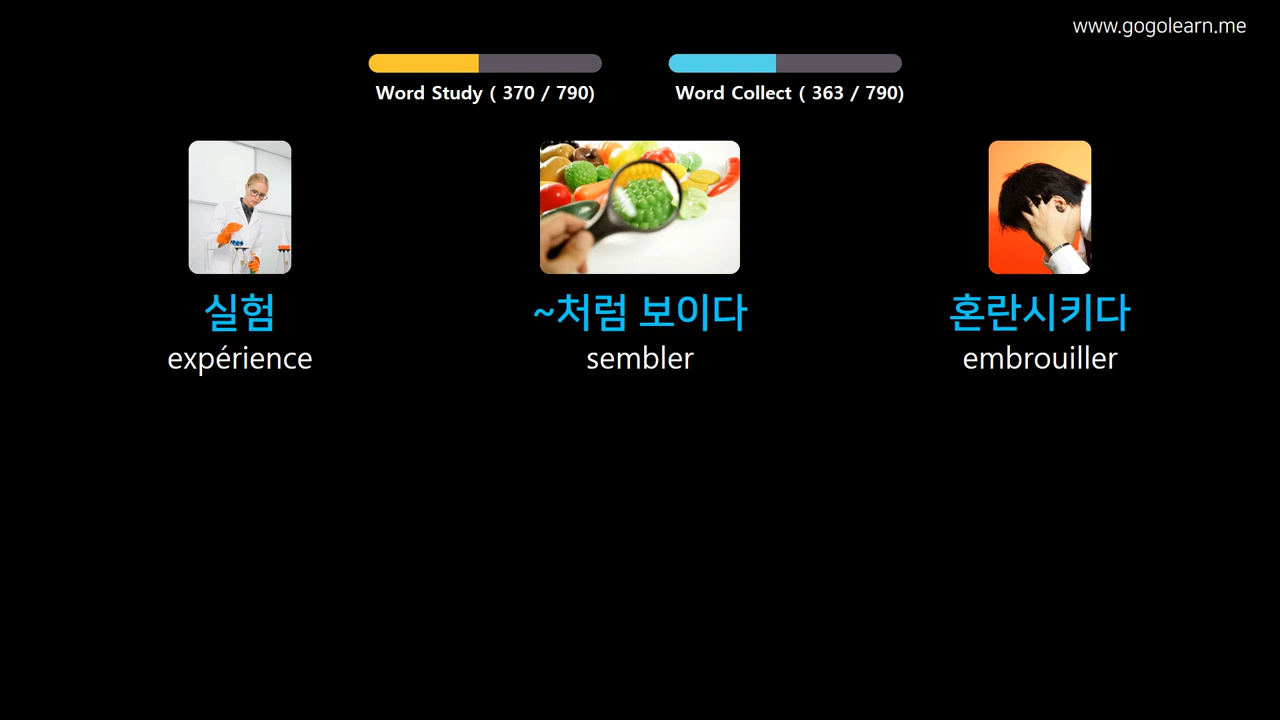 www.gogolearn.me
Word Study ( 370 / 790)
Word Collect ( 363 / 790)
실험
expérience
~처럼 보이다
sembler
혼란시키다
embrouiller